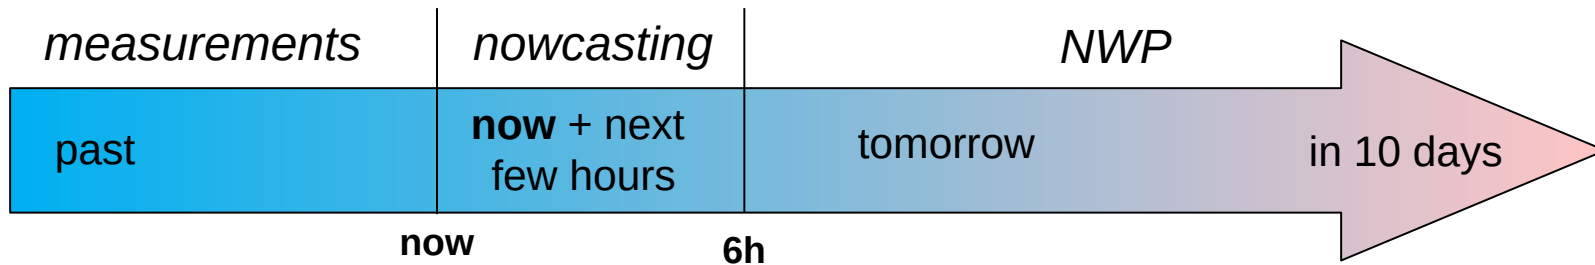 measurements
nowcasting
NWP
past
now + next
few hours
tomorrow
in 10 days
now
6h